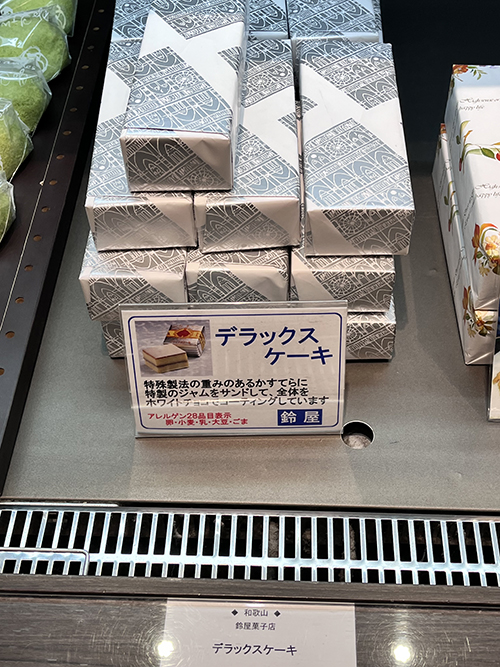 デラックス
ケーキ
特殊製法の重みのあるかすてらに
特製のジャムをサンドして、全体を
ホワイトチョコでコーティングしています
アレルゲン28品目表示
卵・小麦・乳・大豆・ごま
鈴屋
◆ 和歌山 ◆
鈴屋菓子店
デラックスケーキ